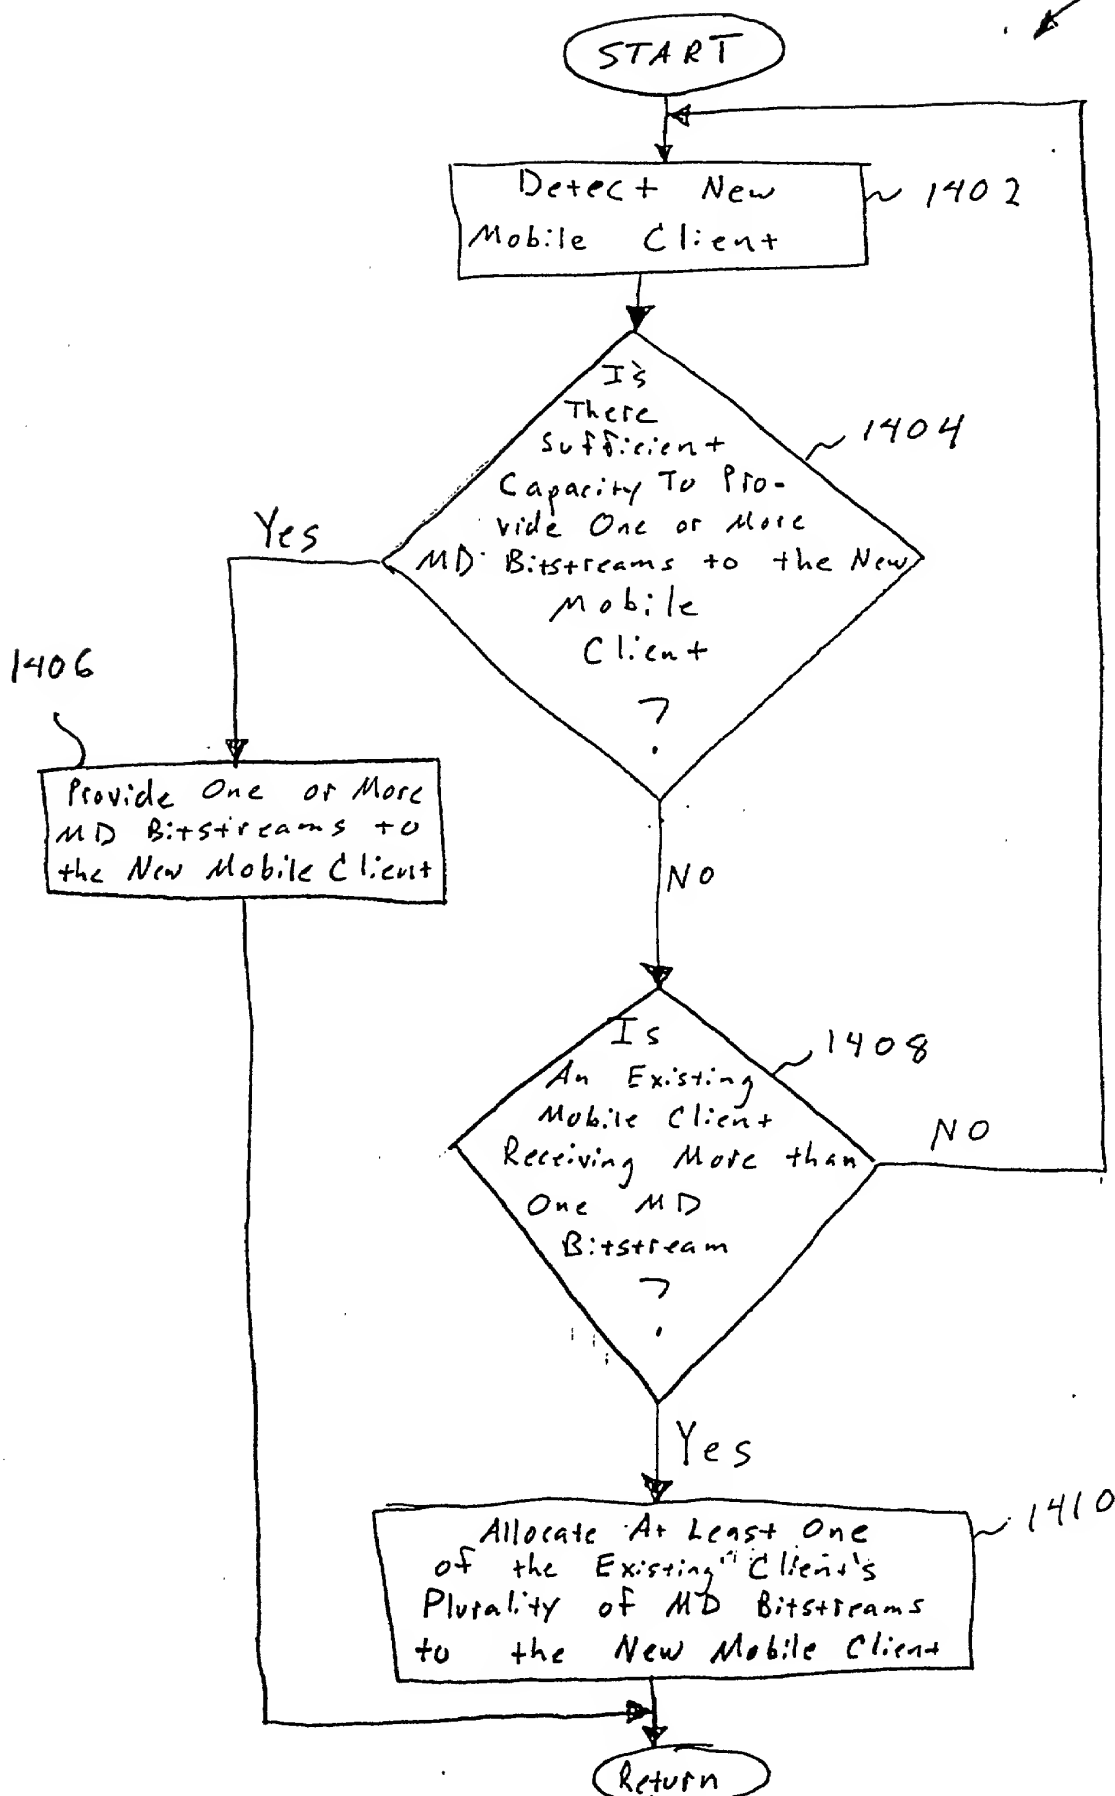 START
Detect New
Mobile Client
1402
Is
There
Sufficient
Capacity To Pro-
vide One or More
MD Bitstreams to the New
Mobile
Client
?
1404
Yes
1406
Provide One or More
MD Bitstreams to
the New Mobile Client
NO
Is
An Existing
Mobile Client
Receiving More than
One MD
Bitstream
?
1408
NO
Yes
Allocate At Least One
of the Existing Client's
Plurality of MD Bitstreams
to the New Mobile Client
1410
Return